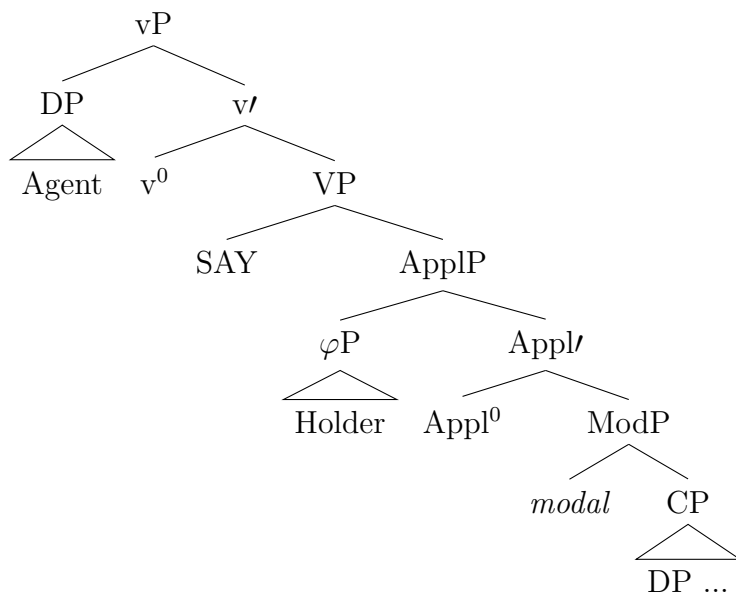 vP
DP v′
Agent v⁰ VP
SAY ApplP
φP Appl′
Holder Appl⁰ ModP
modal CP
DP ...